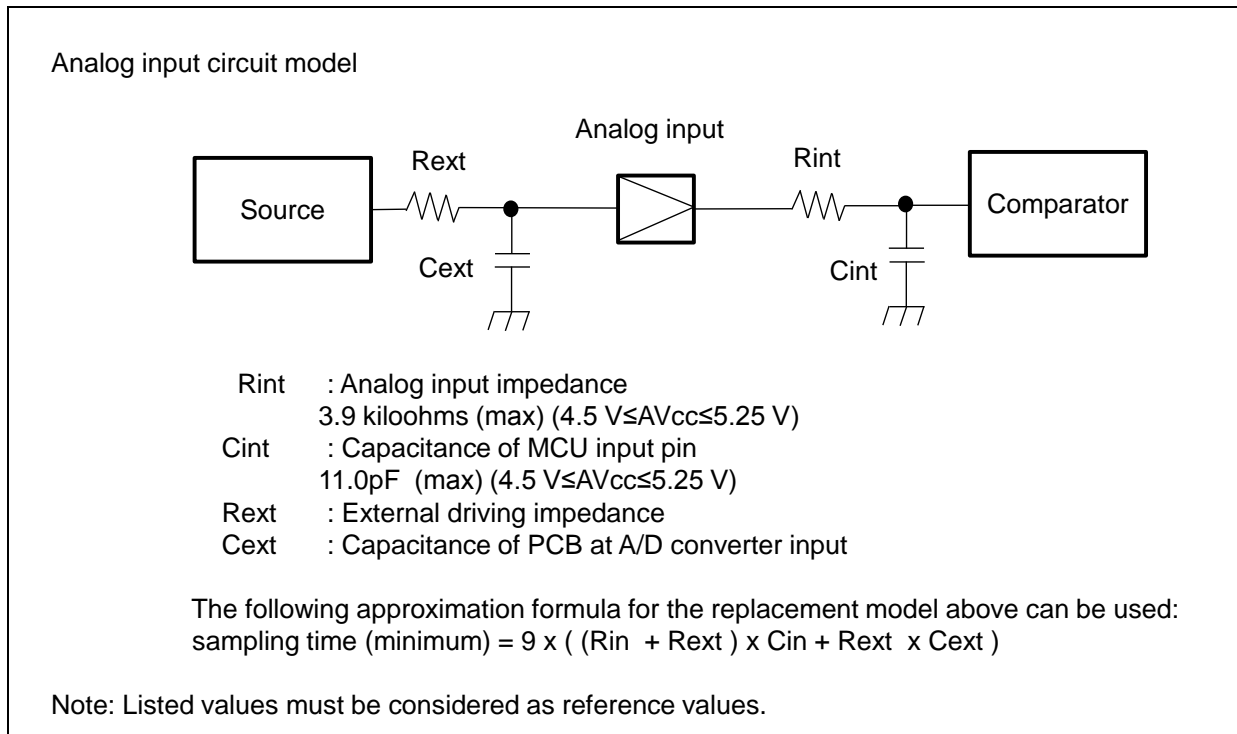 Analog input circuit model
Analog input
Rext
Rint
Source
Comparator
Cext
Cint
Rint : Analog input impedance
3.9 kiloohms (max) (4.5 V≤AVcc≤5.25 V)
Cint : Capacitance of MCU input pin
11.0pF (max) (4.5 V≤AVcc≤5.25 V)
Rext : External driving impedance
Cext : Capacitance of PCB at A/D converter input
The following approximation formula for the replacement model above can be used:
sampling time (minimum) = 9 x ( (Rin + Rext ) x Cin + Rext x Cext )
Note: Listed values must be considered as reference values.